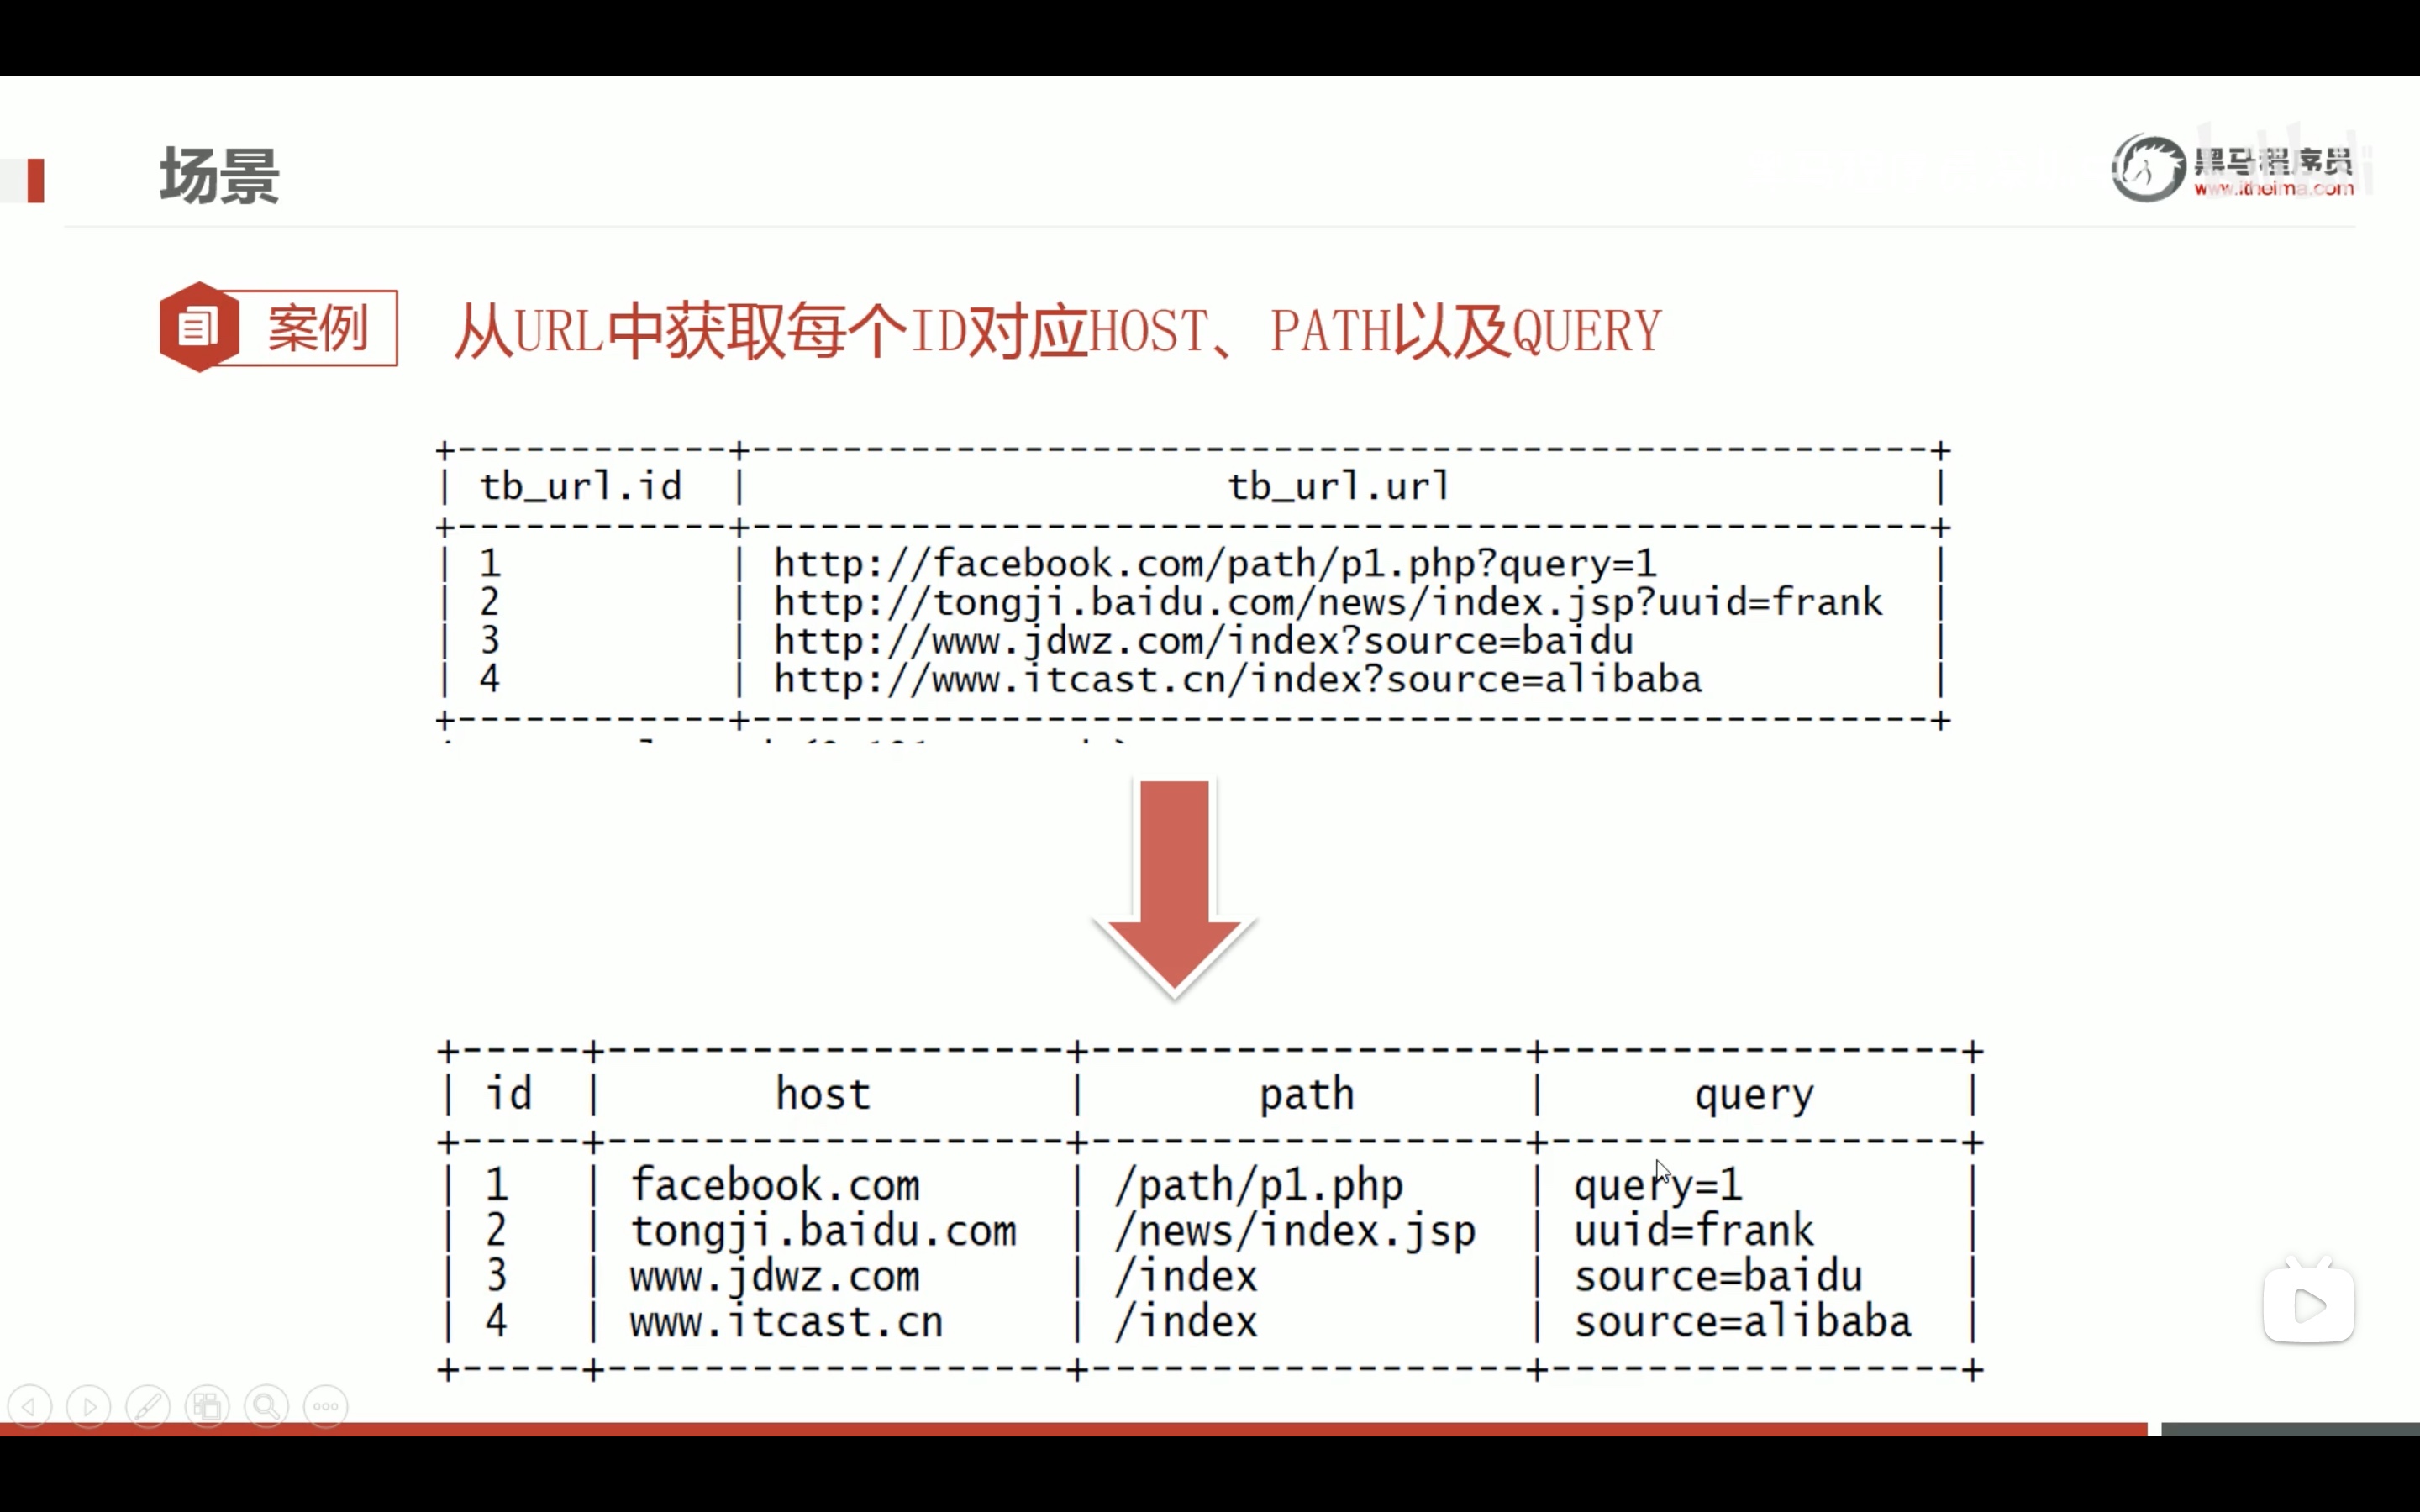 场景
黑马程序员
www.itheima.com
案例
从URL中获取每个ID对应HOST、PATH以及QUERY
+------------+----------------------------------------------------+
| tb_url.id | tb_url.url |
+------------+----------------------------------------------------+
| 1 | http://facebook.com/path/p1.php?query=1 |
| 2 | http://tongji.baidu.com/news/index.jsp?uuid=frank |
| 3 | http://www.jdwz.com/index?source=baidu |
| 4 | http://www.itcast.cn/index?source=alibaba |
+------------+----------------------------------------------------+
+-----+-------------------+------------------+-----------------+
| id | host | path | query |
+-----+-------------------+------------------+-----------------+
| 1 | facebook.com | /path/p1.php | query=1 |
| 2 | tongji.baidu.com | /news/index.jsp | uuid=frank |
| 3 | www.jdwz.com | /index | source=baidu |
| 4 | www.itcast.cn | /index | source=alibaba |
+-----+-------------------+------------------+-----------------+